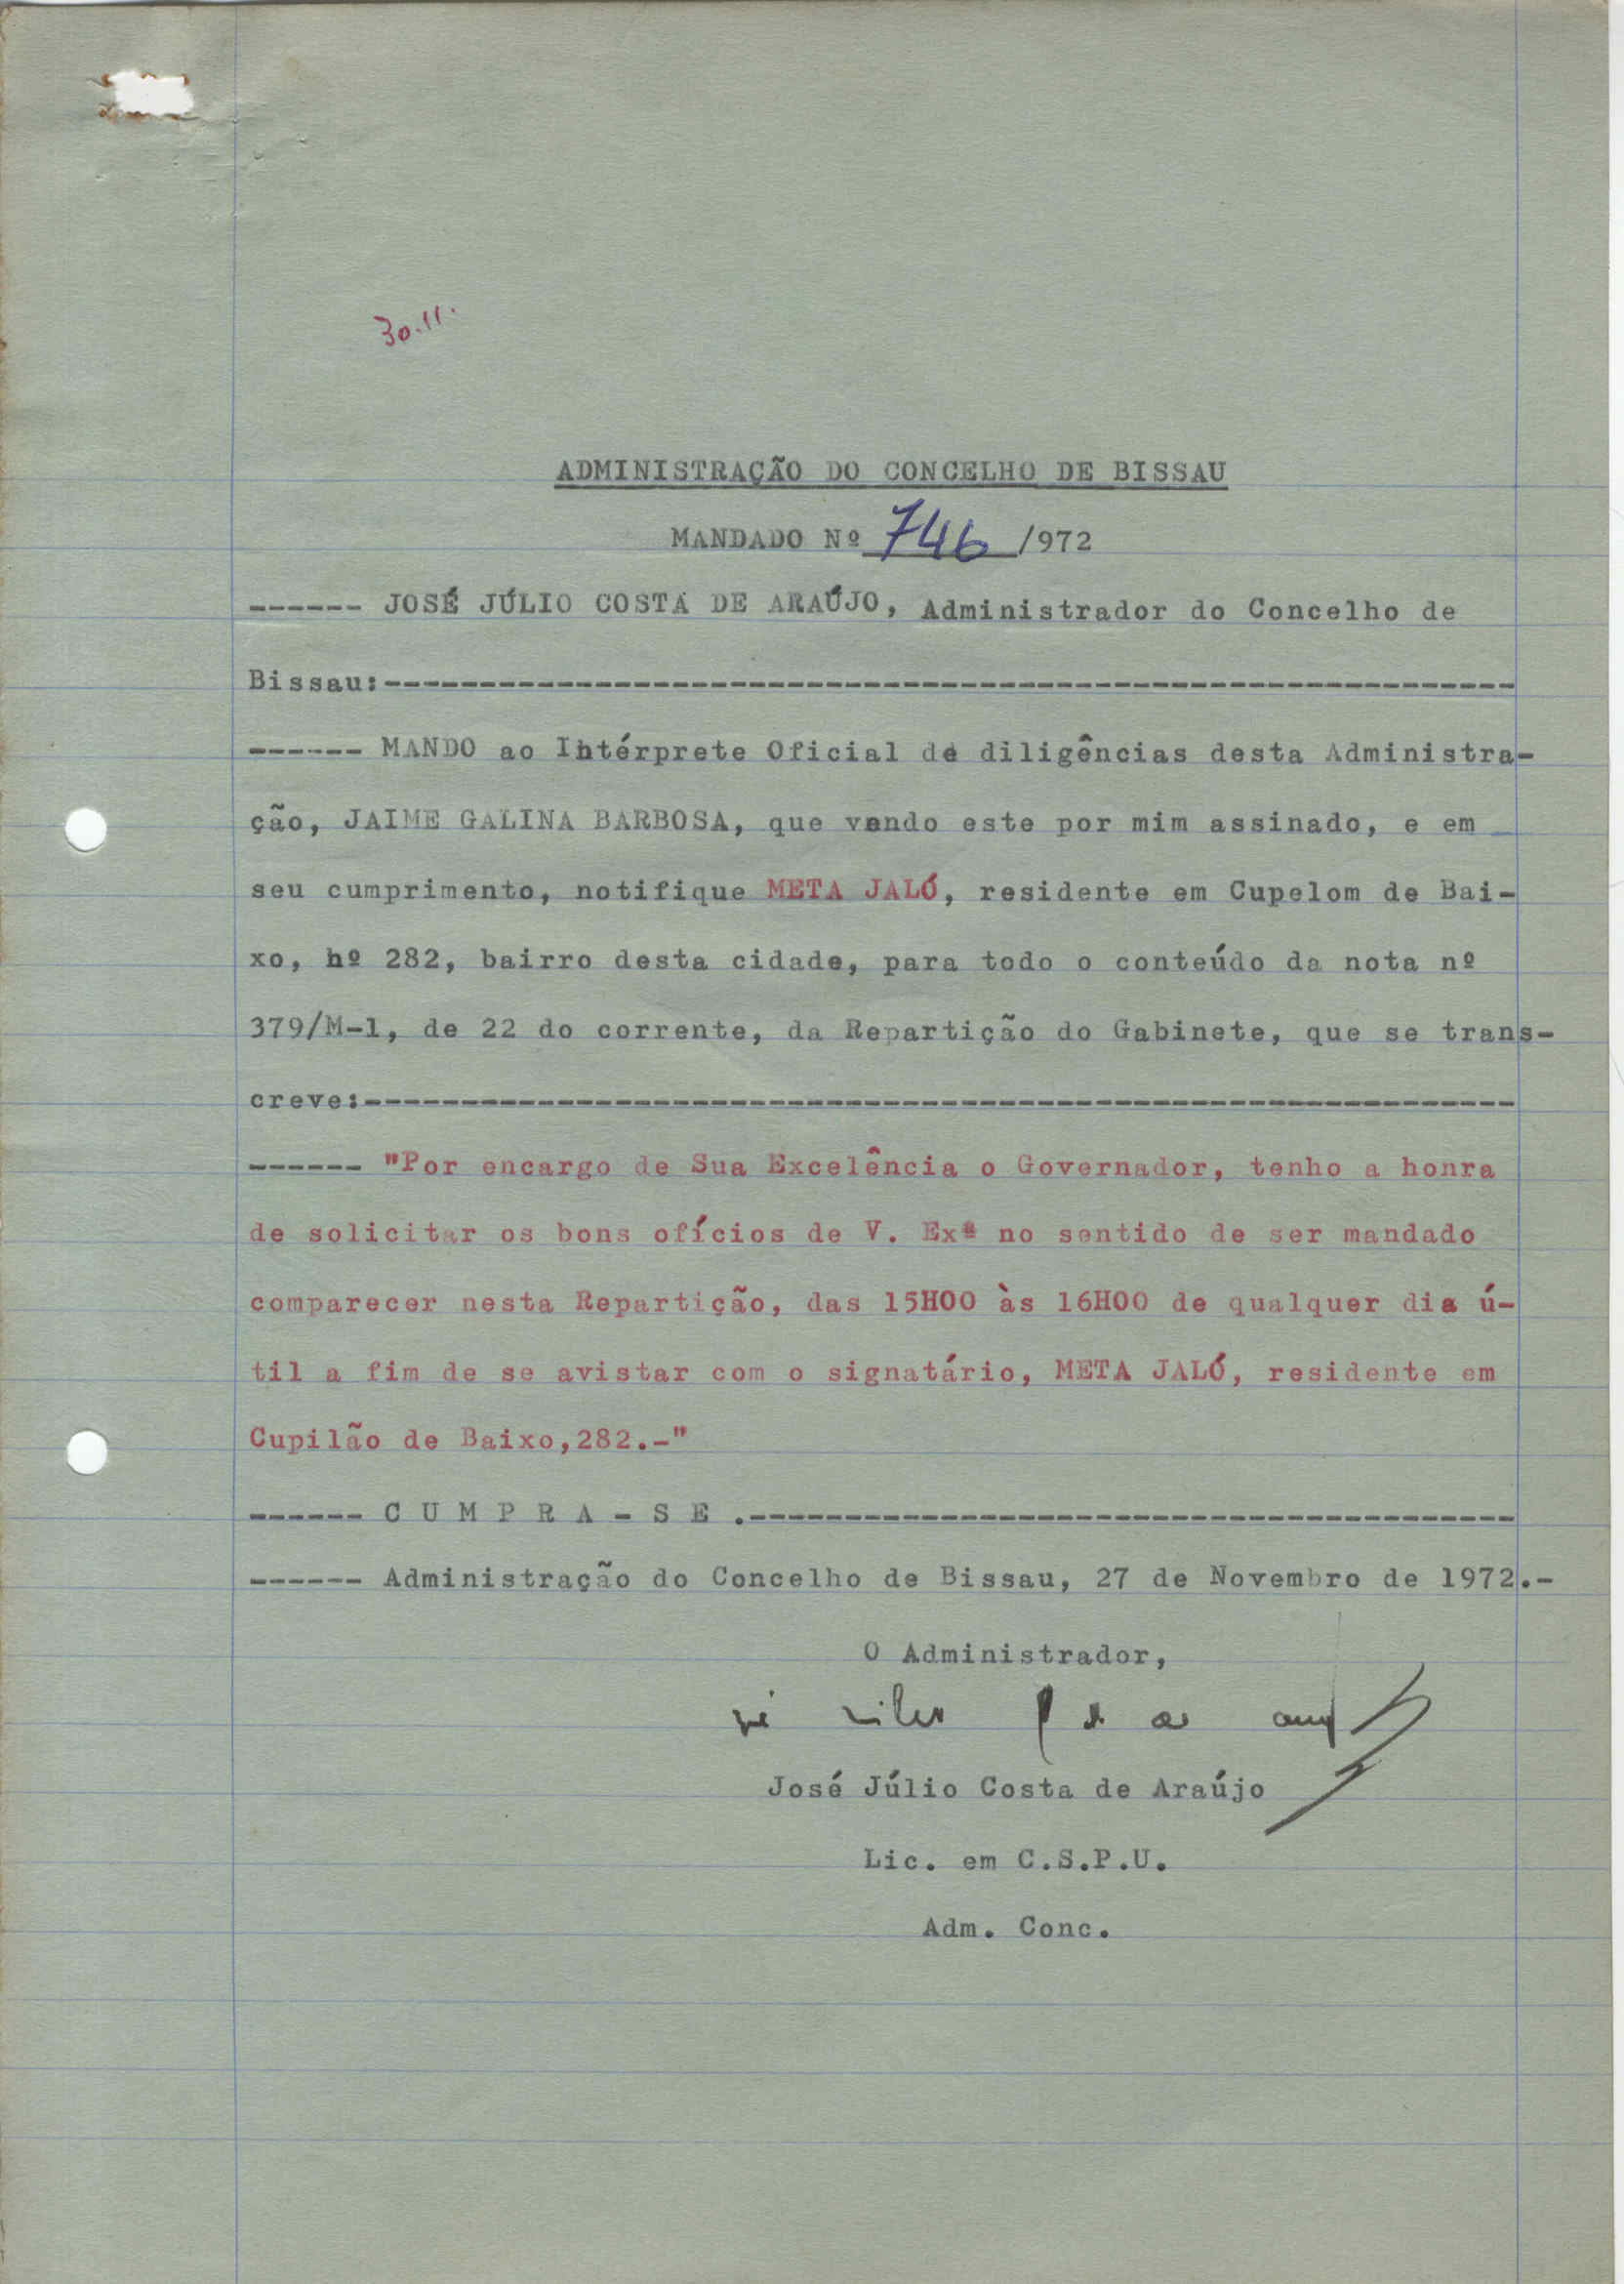 30.11.
ADMINISTRAÇÃO DO CONCELHO DE BISSAU
MANDADO Nº 746 /972
------ JOSÉ JÚLIO COSTA DE ARAÚJO, Administrador do Concelho de
Bissau:-----------------------------------------------------------
------ MANDO ao Intérprete Oficial de diligências desta Administra-
ção, JAIME GALINA BARBOSA, que vendo este por mim assinado, e em
seu cumprimento, notifique META JALÓ, residente em Cupelom de Bai-
xo, nº 282, bairro desta cidade, para todo o conteúdo da nota nº
379/M-1, de 22 do corrente, da Repartição do Gabinete, que se trans-
creve:------------------------------------------------------------
------ "Por encargo de Sua Excelência o Governador, tenho a honra
de solicitar os bons ofícios de V. Exª no sentido de ser mandado
comparecer nesta Repartição, das 15H00 às 16H00 de qualquer dia ú-
til a fim de se avistar com o signatário, META JALÓ, residente em
Cupilão de Baixo,282.-"
------ C U M P R A - S E .----------------------------------------
------ Administração do Concelho de Bissau, 27 de Novembro de 1972.-
O Administrador,
José Júlio Costa de Araújo
Lic. em C.S.P.U.
Adm. Conc.